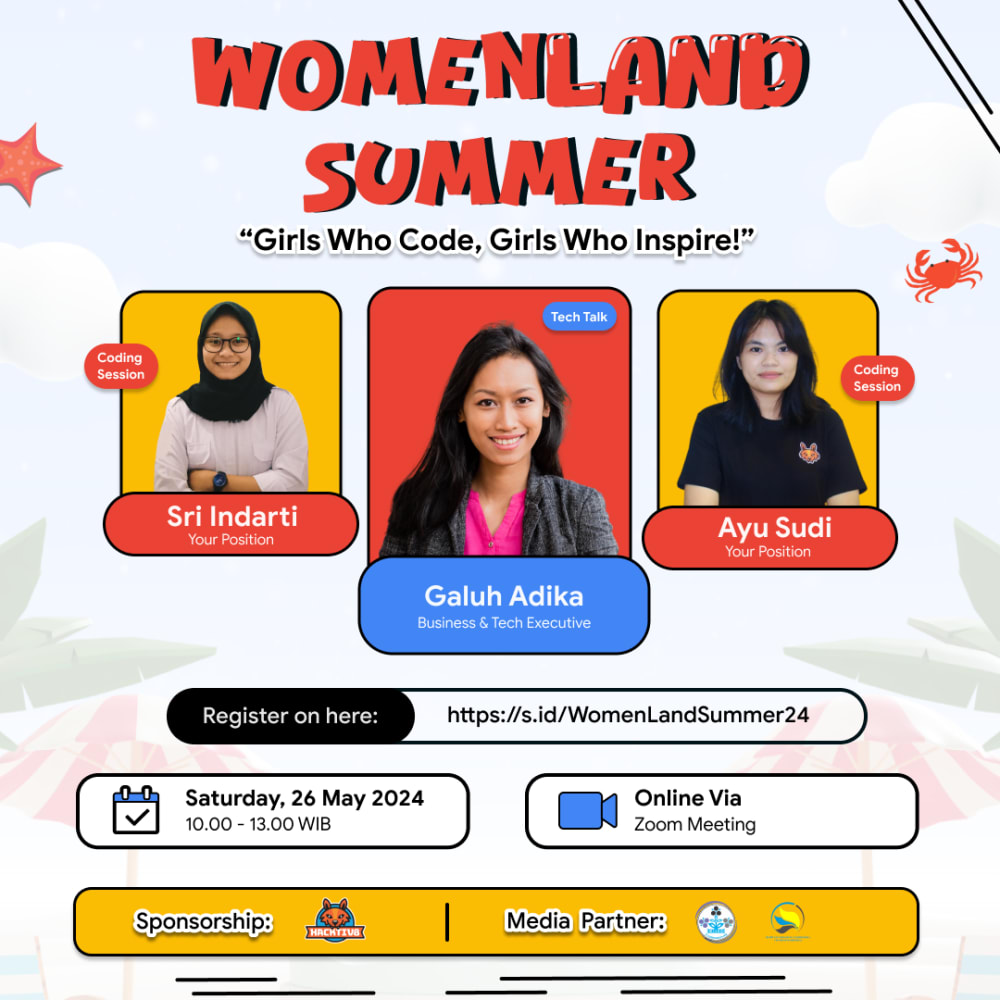 WOMENLAND
SUMMER
“Girls Who Code, Girls Who Inspire!”
Tech Talk
Coding
Session
Coding
Session
Sri Indarti
Your Position
Ayu Sudi
Your Position
Galuh Adika
Business & Tech Executive
Register on here:
https://s.id/WomenLandSummer24
Saturday, 26 May 2024
10.00 - 13.00 WIB
Online Via
Zoom Meeting
Sponsorship:
HACKTIV8
Media Partner: